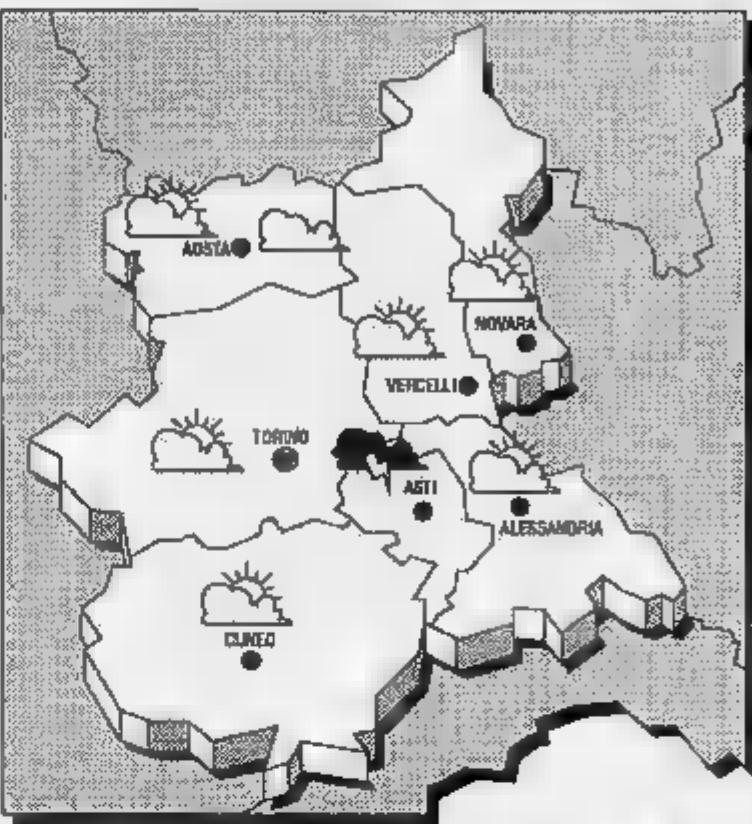 AOSTA
NOVARA
VERCELLI
TORINO
ASTI
ALESSANDRIA
CUNEO